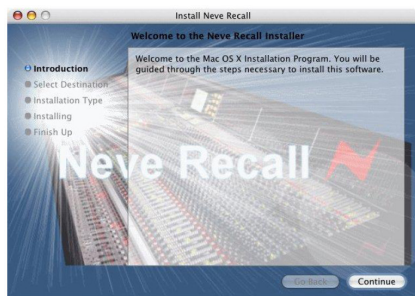 Install Neve Recall
Welcome to the Neve Recall Installer
Introduction
Select Destination
Installation Type
Installing
Finish Up
Welcome to the Mac OS X Installation Program. You will be
guided through the steps necessary to install this software.
Neve Recall
Go Back
Continue